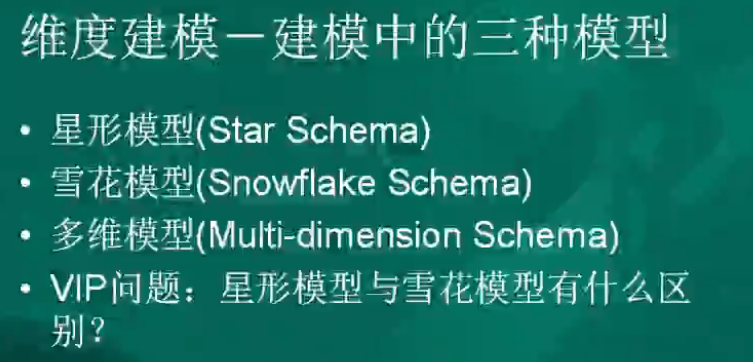 维度建模－建模中的三种模型
• 星形模型(Star Schema)
• 雪花模型(Snowflake Schema)
• 多维模型(Multi-dimension Schema)
• VIP问题：星形模型与雪花模型有什么区
别？